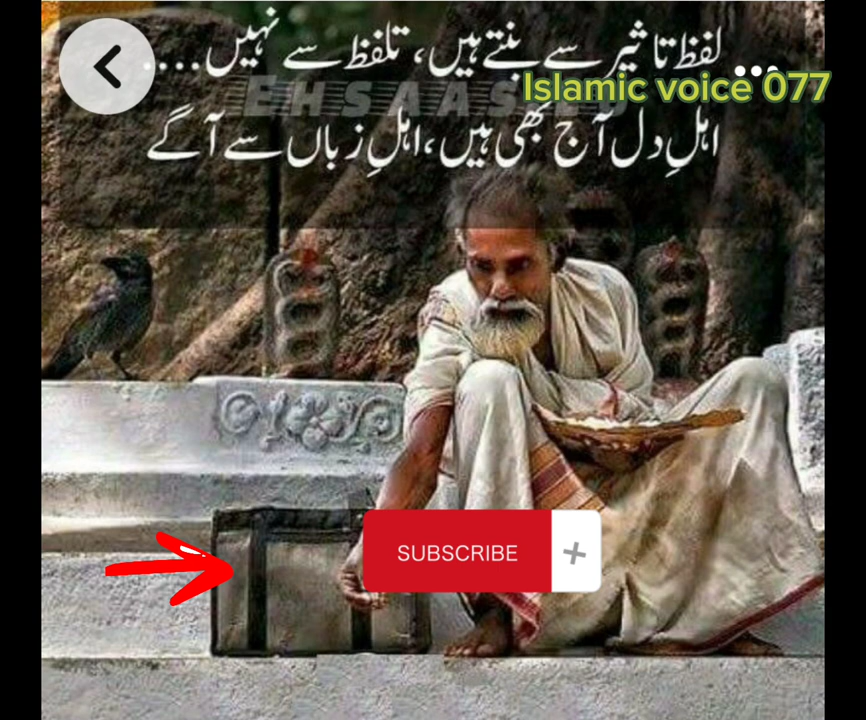 ... لفظ تاثیر سے بنتے ہیں، تلفظ سے نہیں....
Islamic voice 077
EHSAAS
اہلِ دل آج بھی ہیں،اہلِ زباں سے آگے
SUBSCRIBE